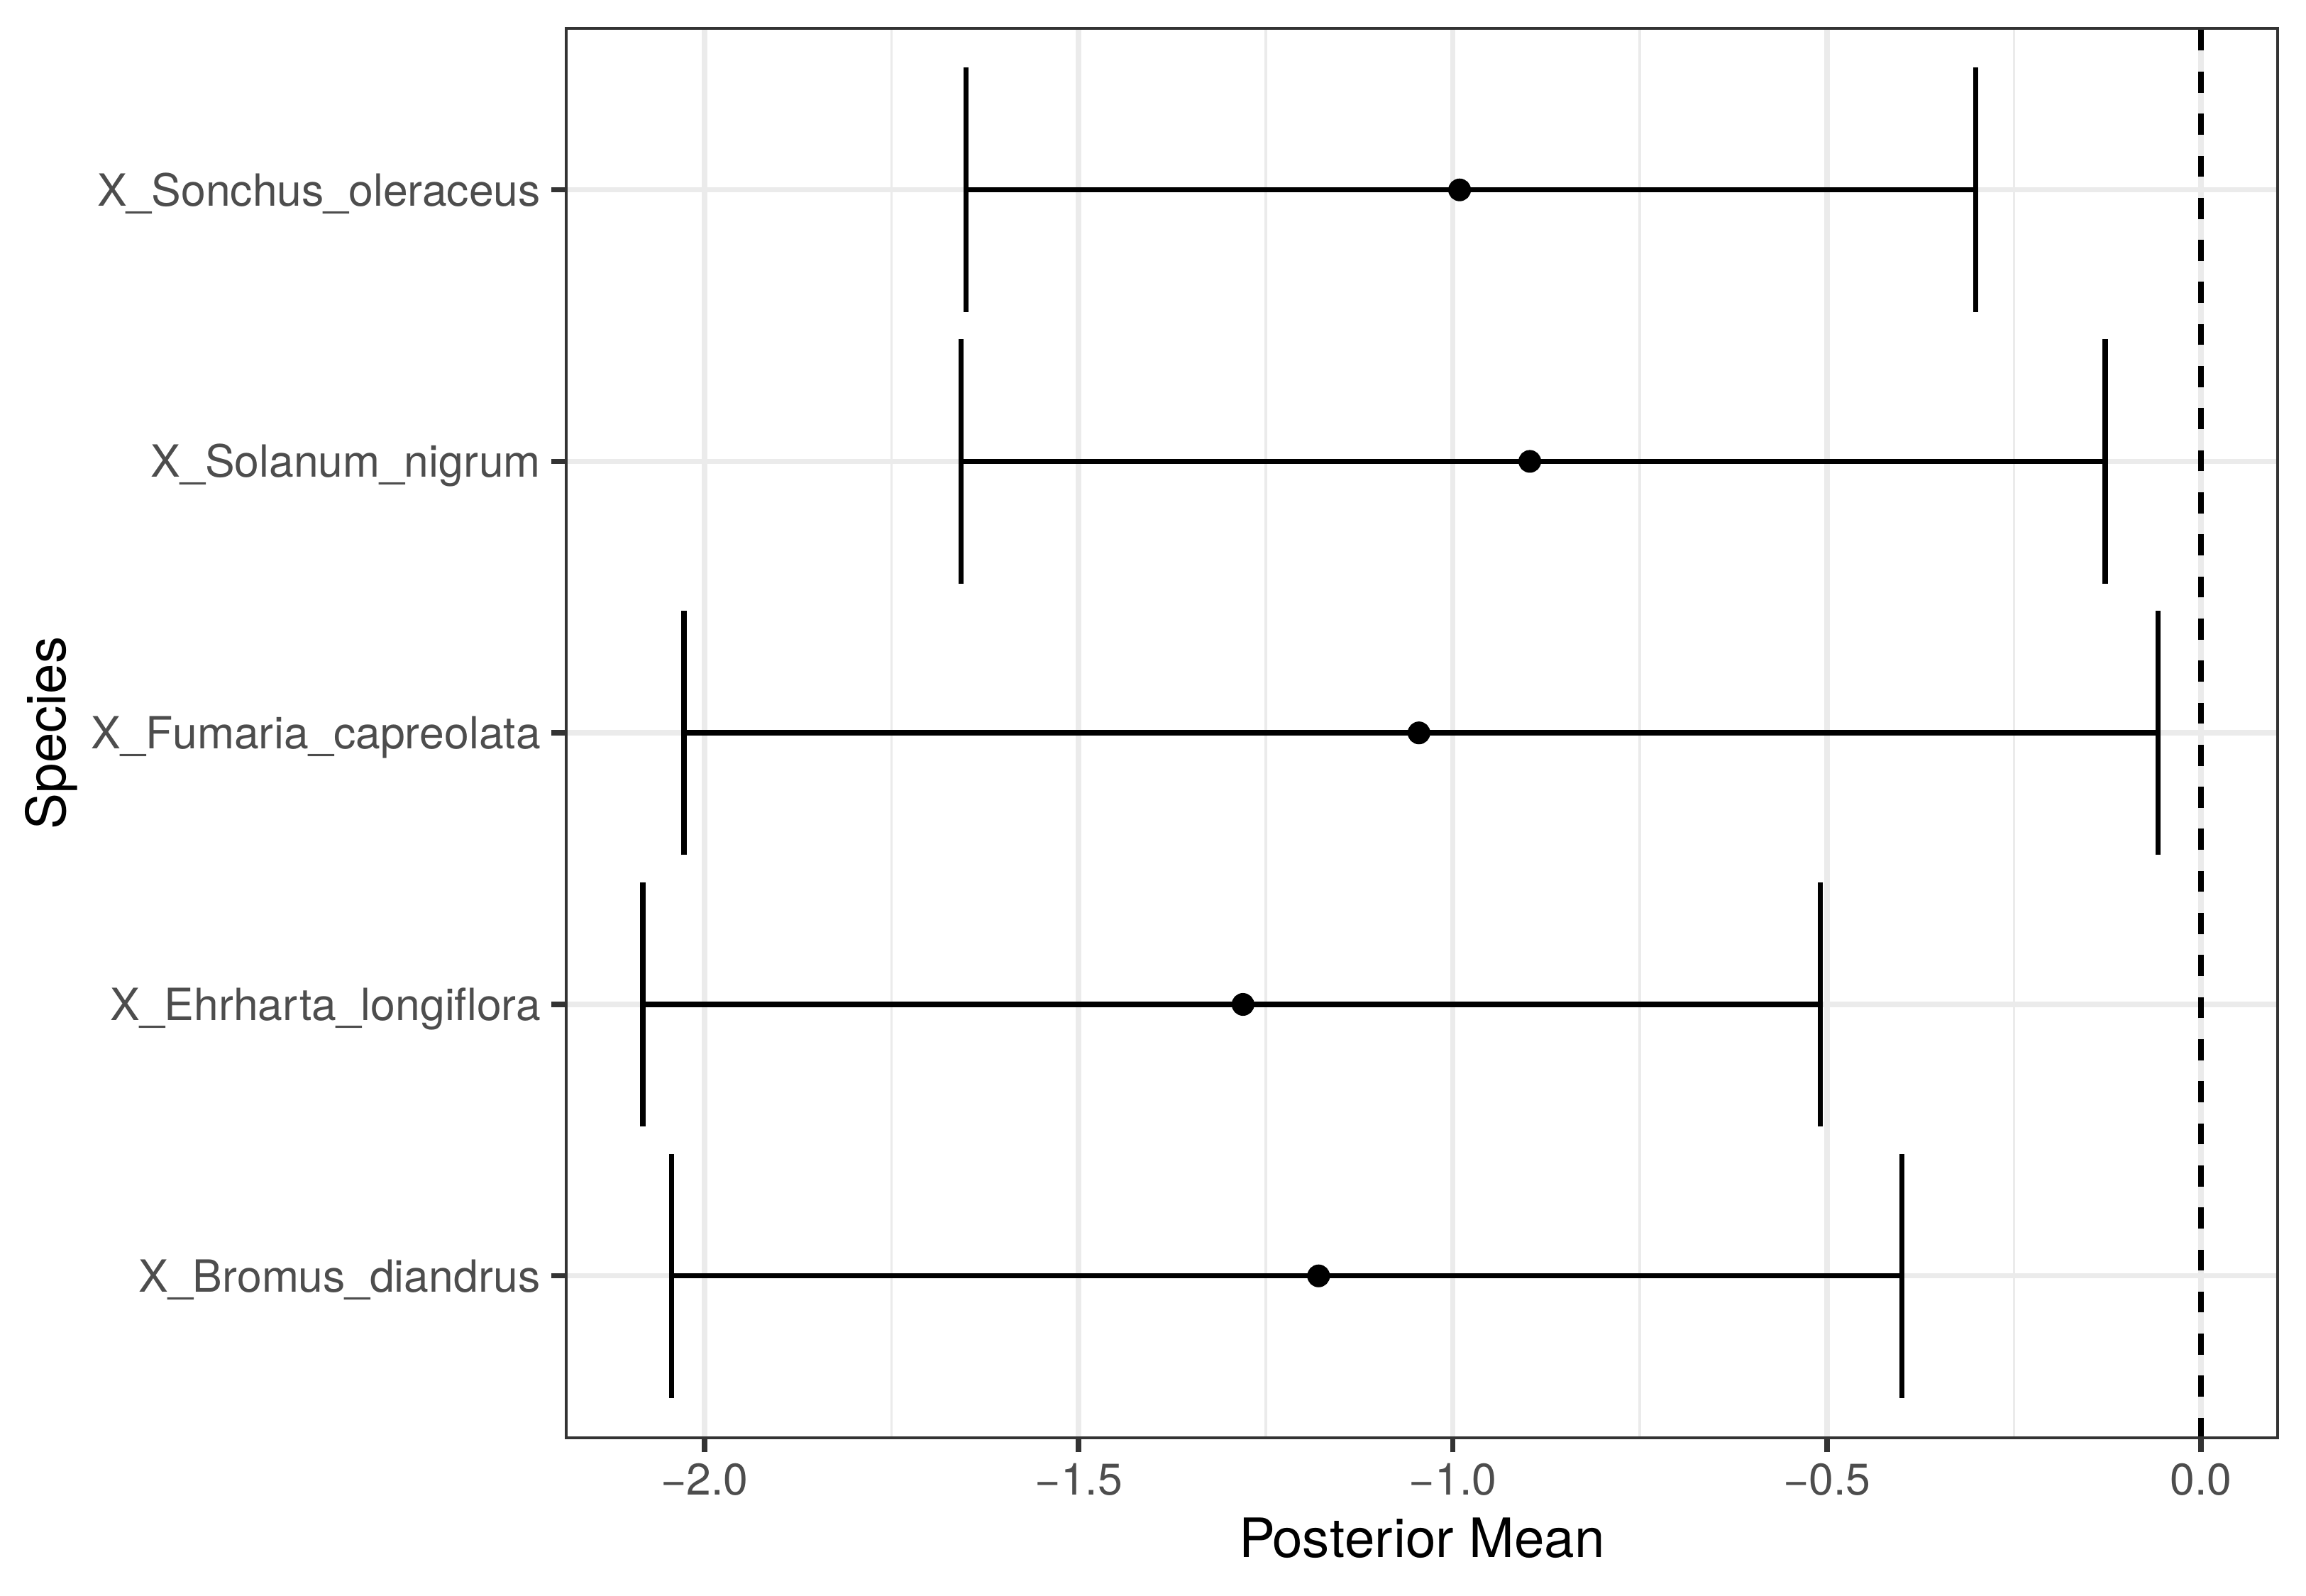 Species
X_Sonchus_oleraceus
X_Solanum_nigrum
X_Fumaria_capreolata
X_Ehrharta_longiflora
X_Bromus_diandrus
−2.0 −1.5 −1.0 −0.5 0.0
Posterior Mean